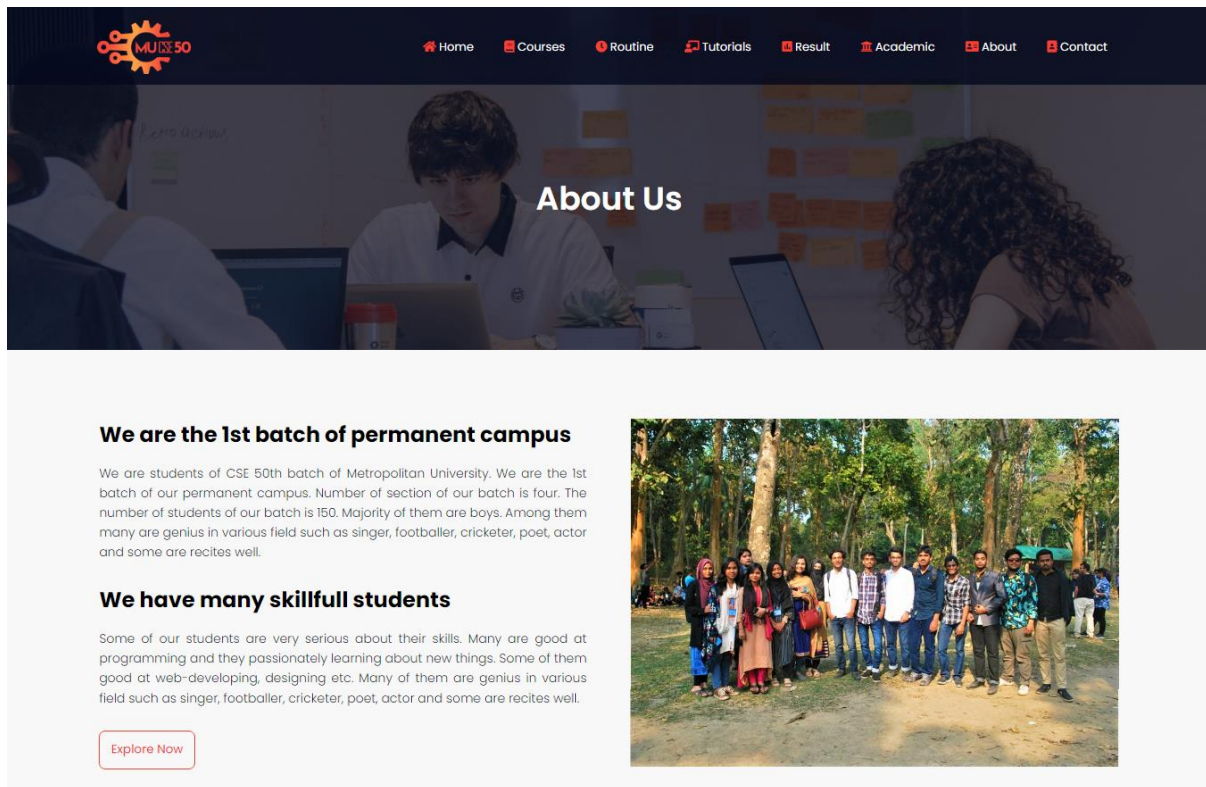 MU CSE 50
Home Courses Routine Tutorials Result Academic About Contact
About Us
We are the 1st batch of permanent campus
We are students of CSE 50th batch of Metropolitan University. We are the 1st
batch of our permanent campus. Number of section of our batch is four. The
number of students of our batch is 150. Majority of them are boys. Among them
many are genius in various field such as singer, footballer, cricketer, poet, actor
and some are recites well.
We have many skillfull students
Some of our students are very serious about their skills. Many are good at
programming and they passionately learning about new things. Some of them
good at web-developing, designing etc. Many of them are genius in various
field such as singer, footballer, cricketer, poet, actor and some are recites well.
Explore Now